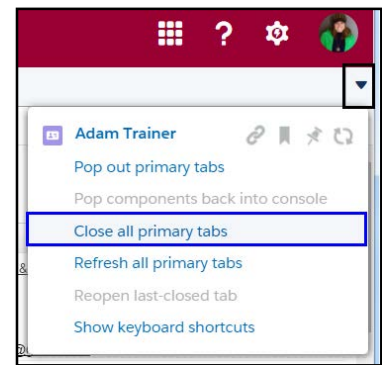 ?
Adam Trainer
Pop out primary tabs
Pop components back into console
Close all primary tabs
&
Refresh all primary tabs
Reopen last-closed tab
Show keyboard shortcuts